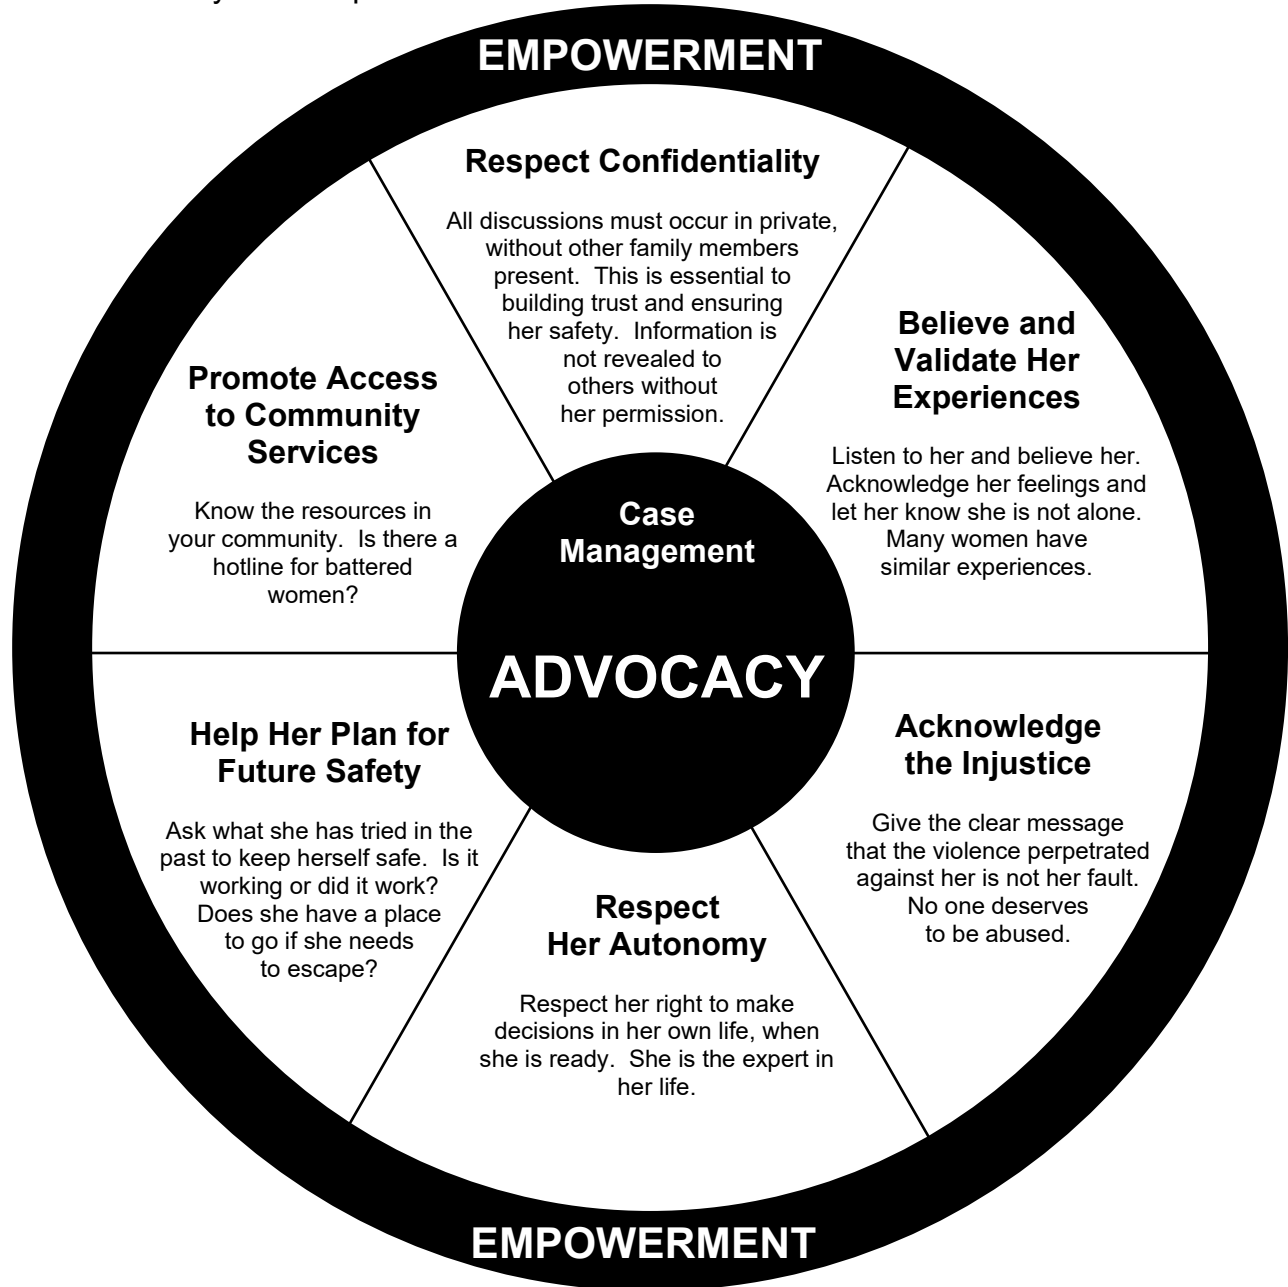 EMPOWERMENT
Respect Confidentiality
All discussions must occur in private,
without other family members
present.  This is essential to
building trust and ensuring
her safety.  Information is
not revealed to
others without
her permission.
Believe and
Validate Her
Experiences
Listen to her and believe her.
Acknowledge her feelings and
let her know she is not alone.
Many women have
similar experiences.
Acknowledge
the Injustice
Give the clear message
that the violence perpetrated
against her is not her fault.
No one deserves
to be abused.
Respect
Her Autonomy
Respect her right to make
decisions in her own life, when
she is ready.  She is the expert in
her life.
Help Her Plan for
Future Safety
Ask what she has tried in the
past to keep herself safe.  Is it
working or did it work?
Does she have a place
to go if she needs
to escape?
Promote Access
to Community
Services
Know the resources in
your community.  Is there a
hotline for battered
women?
Case
Management
ADVOCACY
EMPOWERMENT